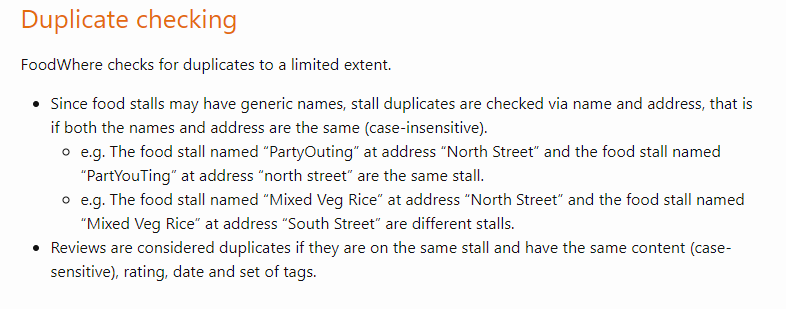 Duplicate checking
FoodWhere checks for duplicates to a limited extent.
• Since food stalls may have generic names, stall duplicates are checked via name and address, that is
if both the names and address are the same (case-insensitive).
◦ e.g. The food stall named “PartyOuting” at address “North Street” and the food stall named
“PartYouTing” at address “north street” are the same stall.
◦ e.g. The food stall named “Mixed Veg Rice” at address “North Street” and the food stall named
“Mixed Veg Rice” at address “South Street” are different stalls.
• Reviews are considered duplicates if they are on the same stall and have the same content (case-
sensitive), rating, date and set of tags.